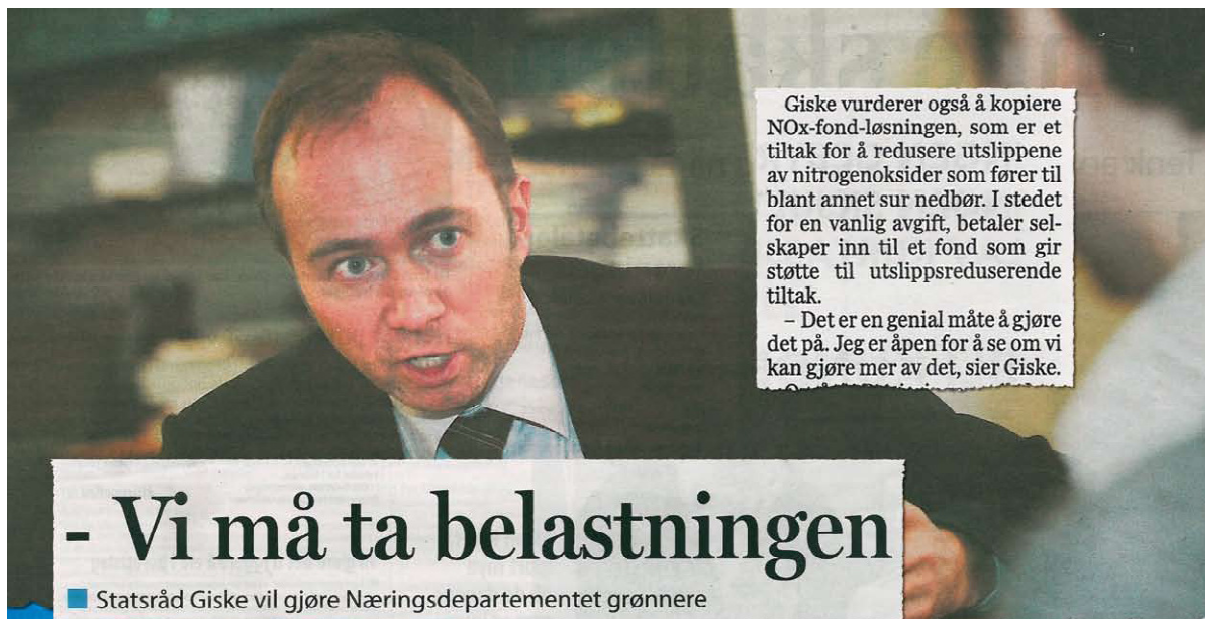 Giske vurderer også å kopiere
NOx-fond-løsningen, som er et
tiltak for å redusere utslippene
av nitrogenoksider som fører til
blant annet sur nedbør. I stedet
for en vanlig avgift, betaler sel-
skaper inn til et fond som gir
støtte til utslippsreduserende
tiltak.
– Det er en genial måte å gjøre
det på. Jeg er åpen for å se om vi
kan gjøre mer av det, sier Giske.
- Vi må ta belastningen
Statsråd Giske vil gjøre Næringsdepartementet grønnere